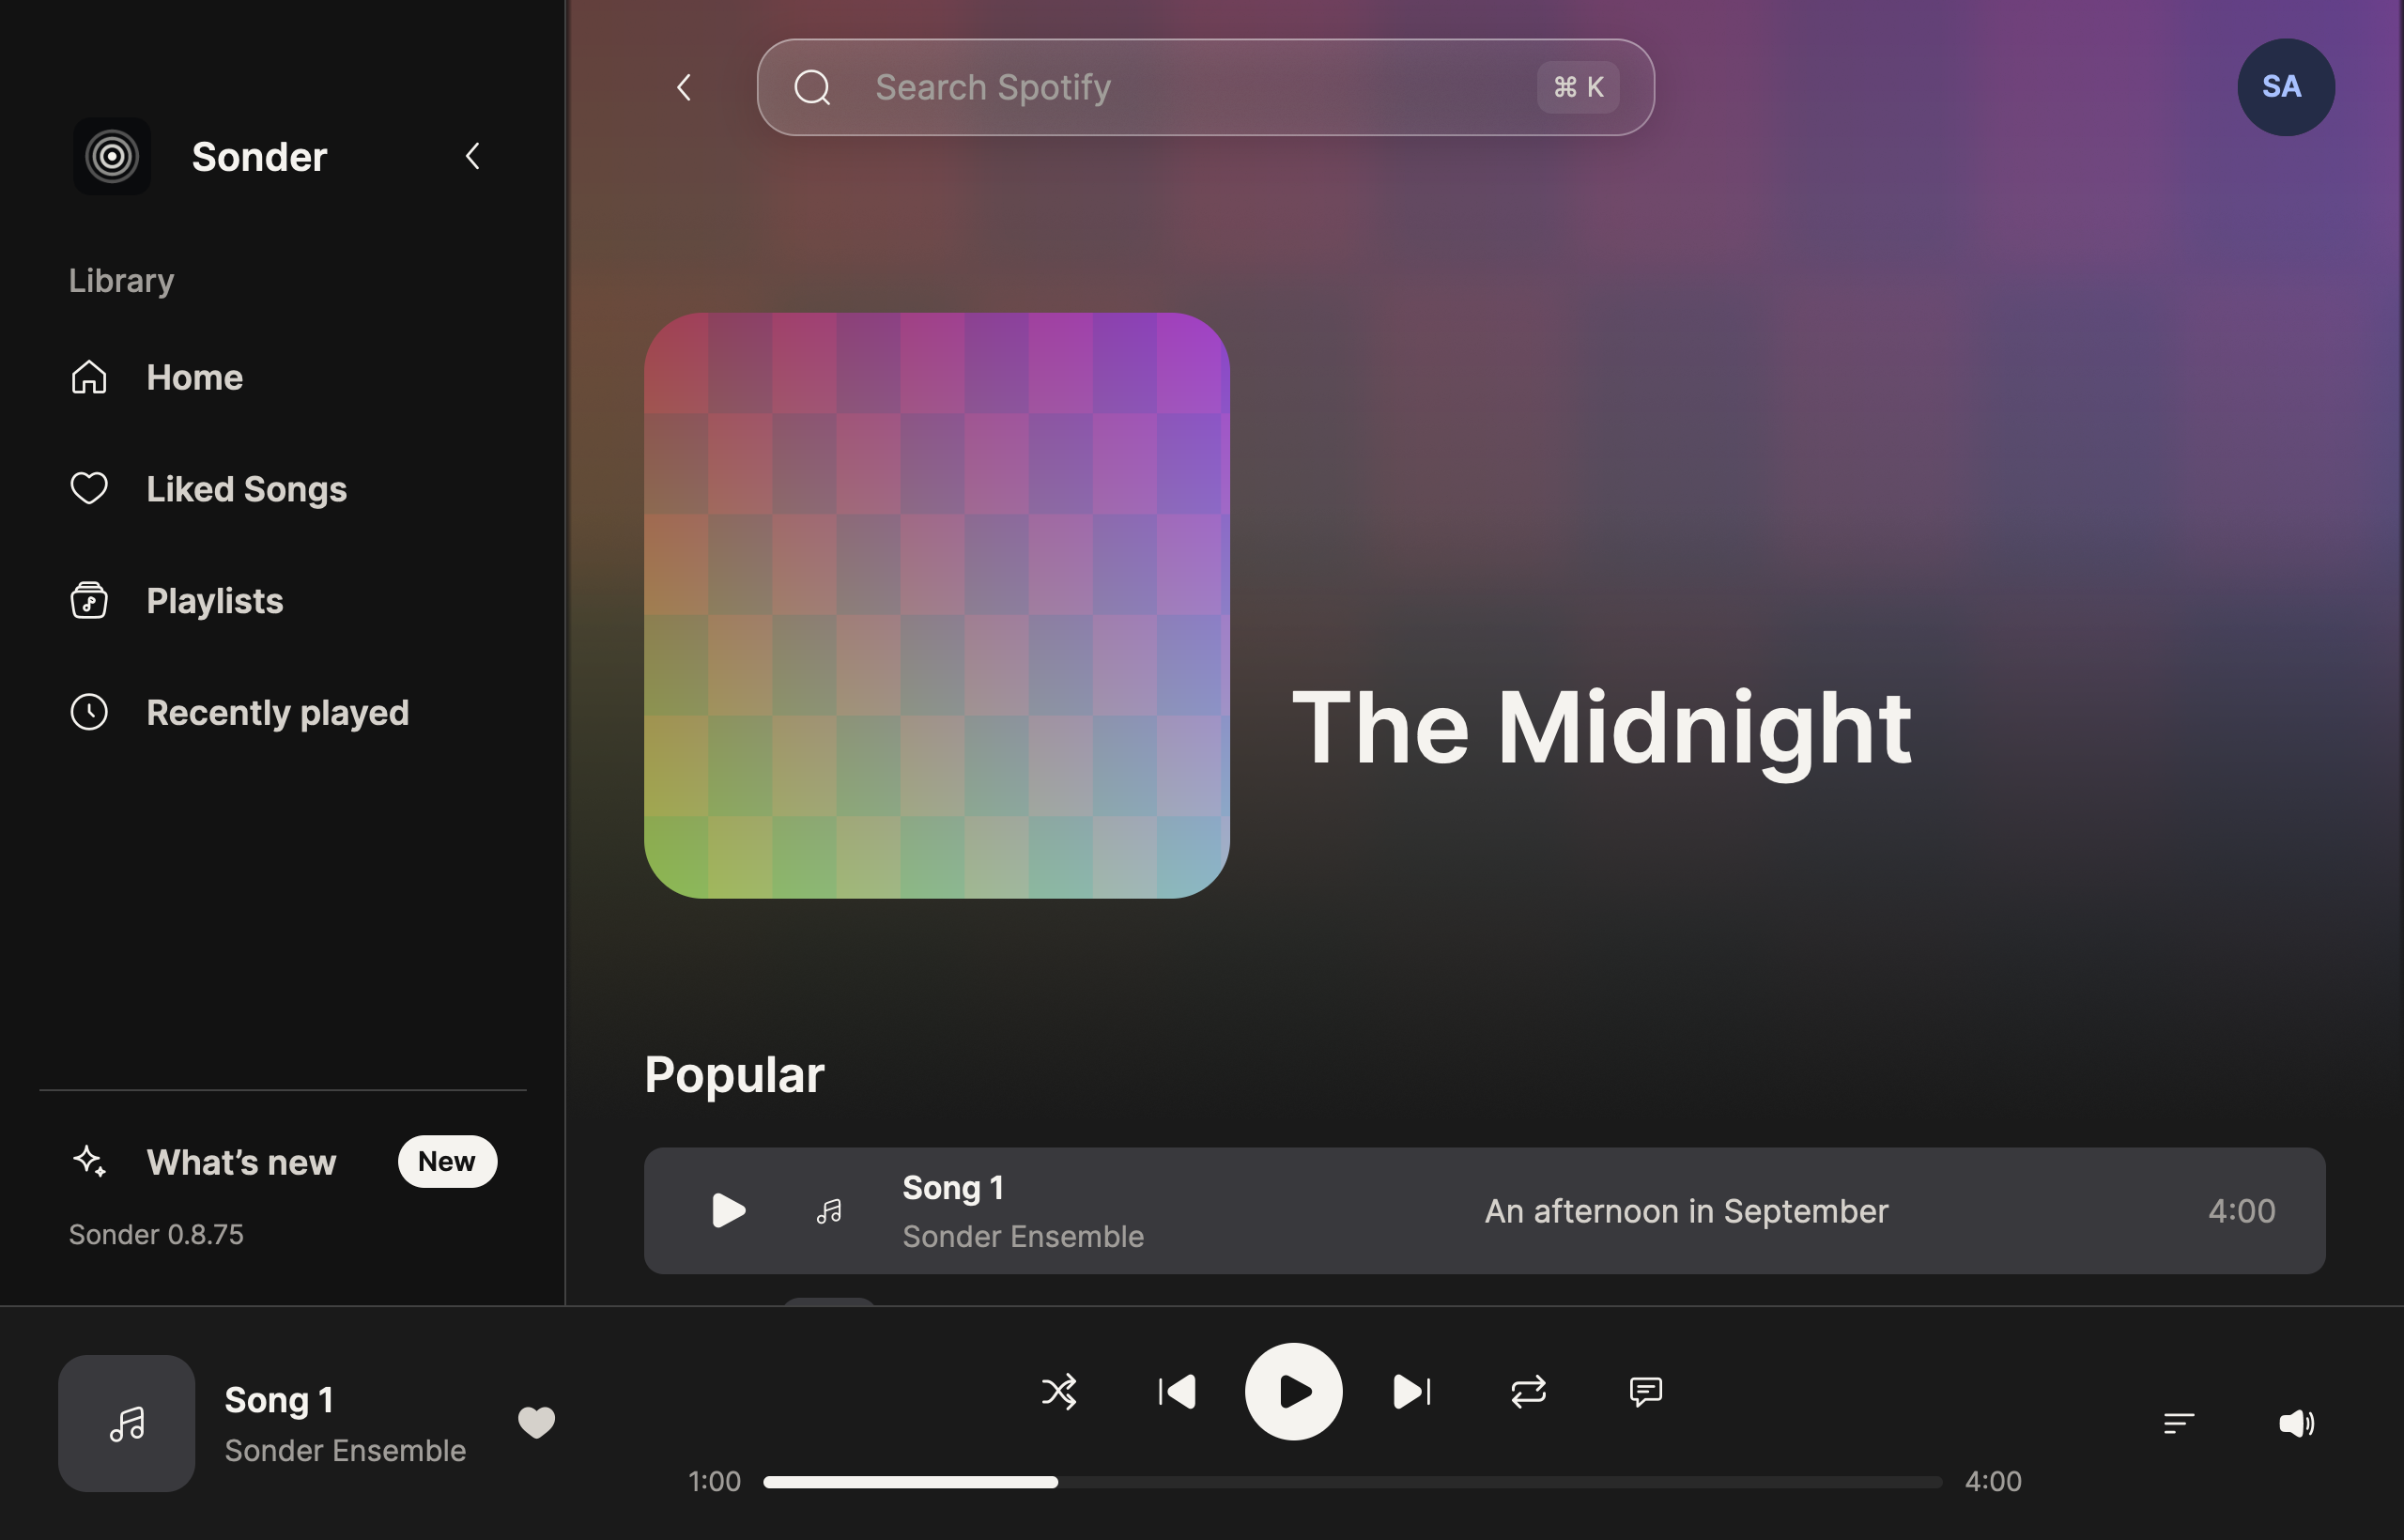 Sonder
Library
Home
Liked Songs
Playlists
Recently played
What’s new
New
Sonder 0.8.75
Search Spotify
⌘ K
SA
The Midnight
Popular
Song 1
Sonder Ensemble
An afternoon in September
4:00
Song 1
Sonder Ensemble
1:00
4:00